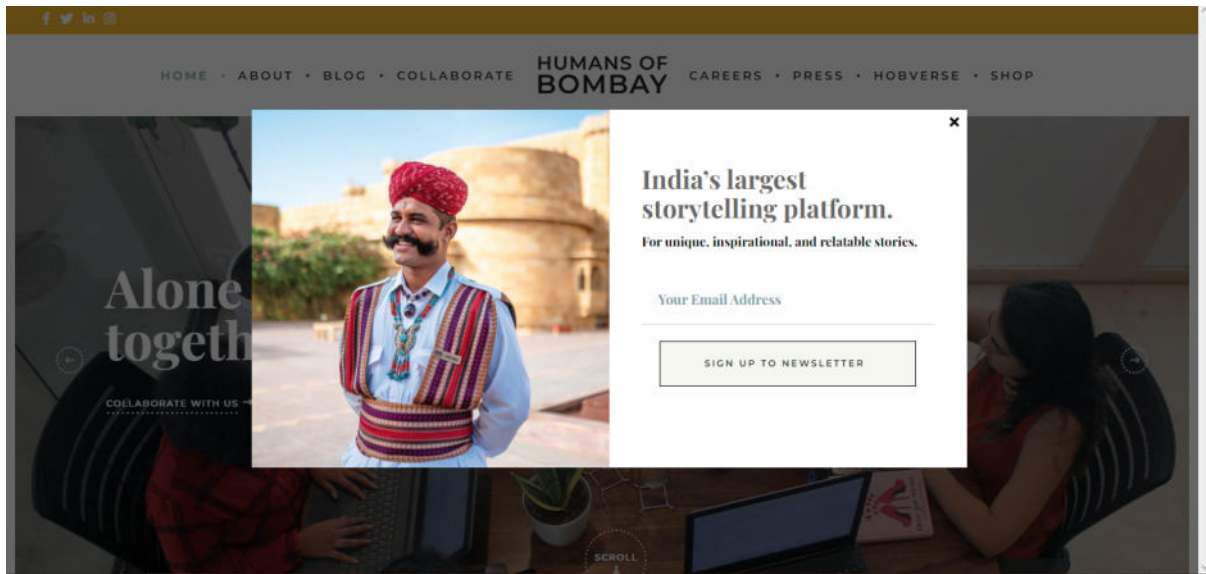 HOME • ABOUT • BLOG • COLLABORATE
HUMANS OF
BOMBAY
CAREERS • PRESS • HOBVERSE • SHOP
Alone
togeth
COLLABORATE WITH US
×
India's largest
storytelling platform.
For unique, inspirational, and relatable stories.
Your Email Address
SIGN UP TO NEWSLETTER
SCROLL